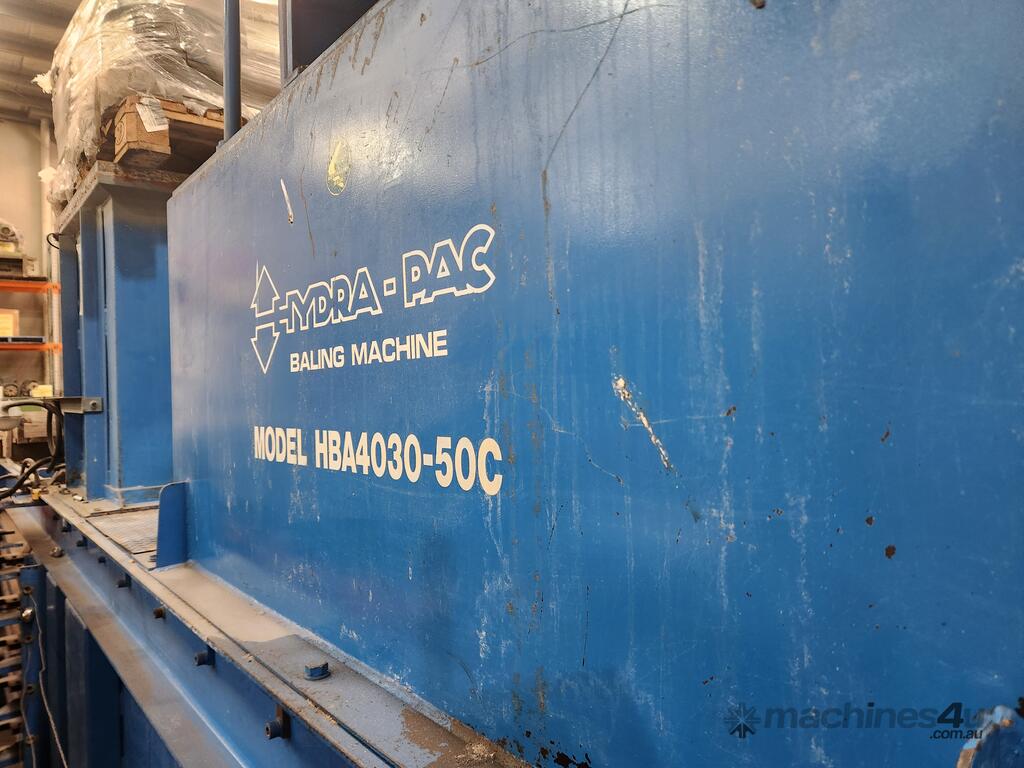 HYDRA-PAC
BALING MACHINE
MODEL HBA4030-50C
machines4u
.com.au